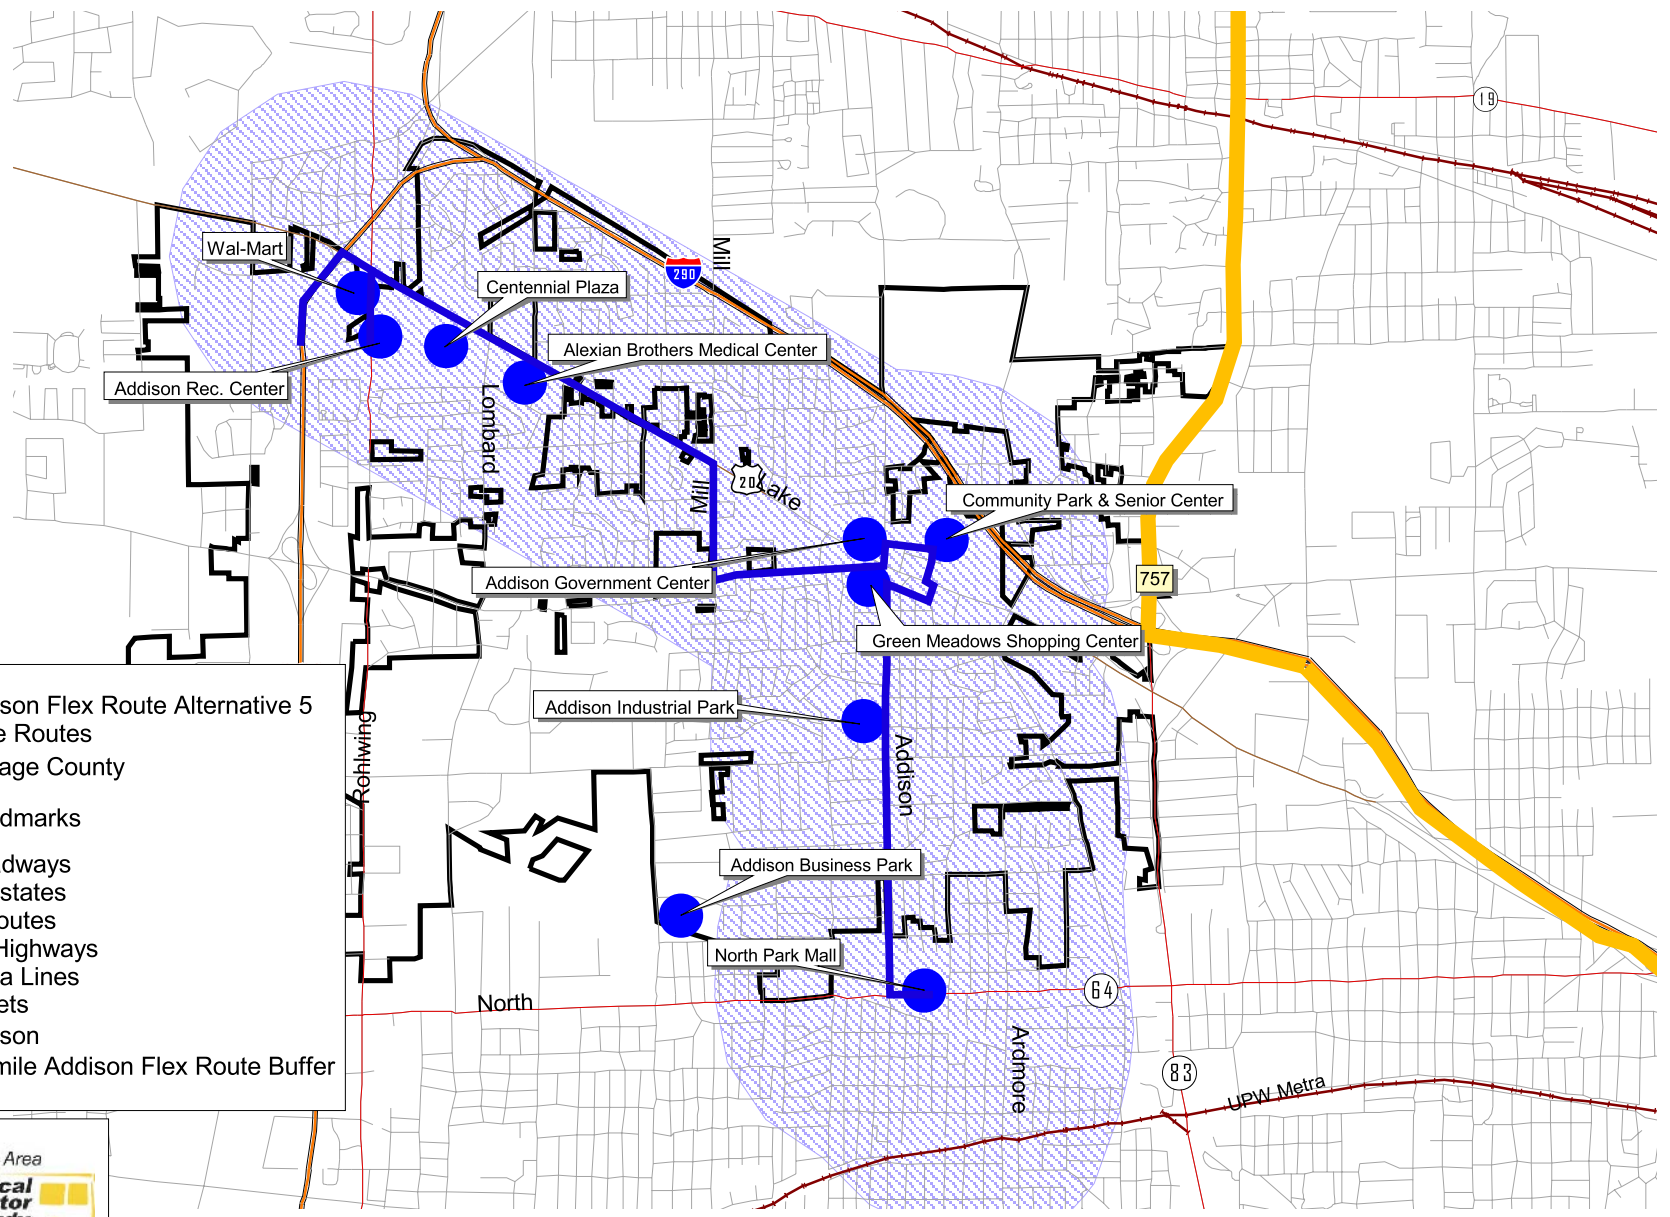 19
Mill
Wal-Mart
290
Centennial Plaza
Alexian Brothers Medical Center
Addison Rec. Center
Lombard
Mill
20
Lake
Community Park & Senior Center
Addison Government Center
757
Green Meadows Shopping Center
Addison Industrial Park
Addison
Rohlwing
son Flex Route Alternative 5
e Routes
age County
dmarks
dways
states
outes
Highways
a Lines
ets
son
mile Addison Flex Route Buffer
Addison Business Park
North Park Mall
North
64
Ardmore
83
UPW Metra
Area
cal
tor